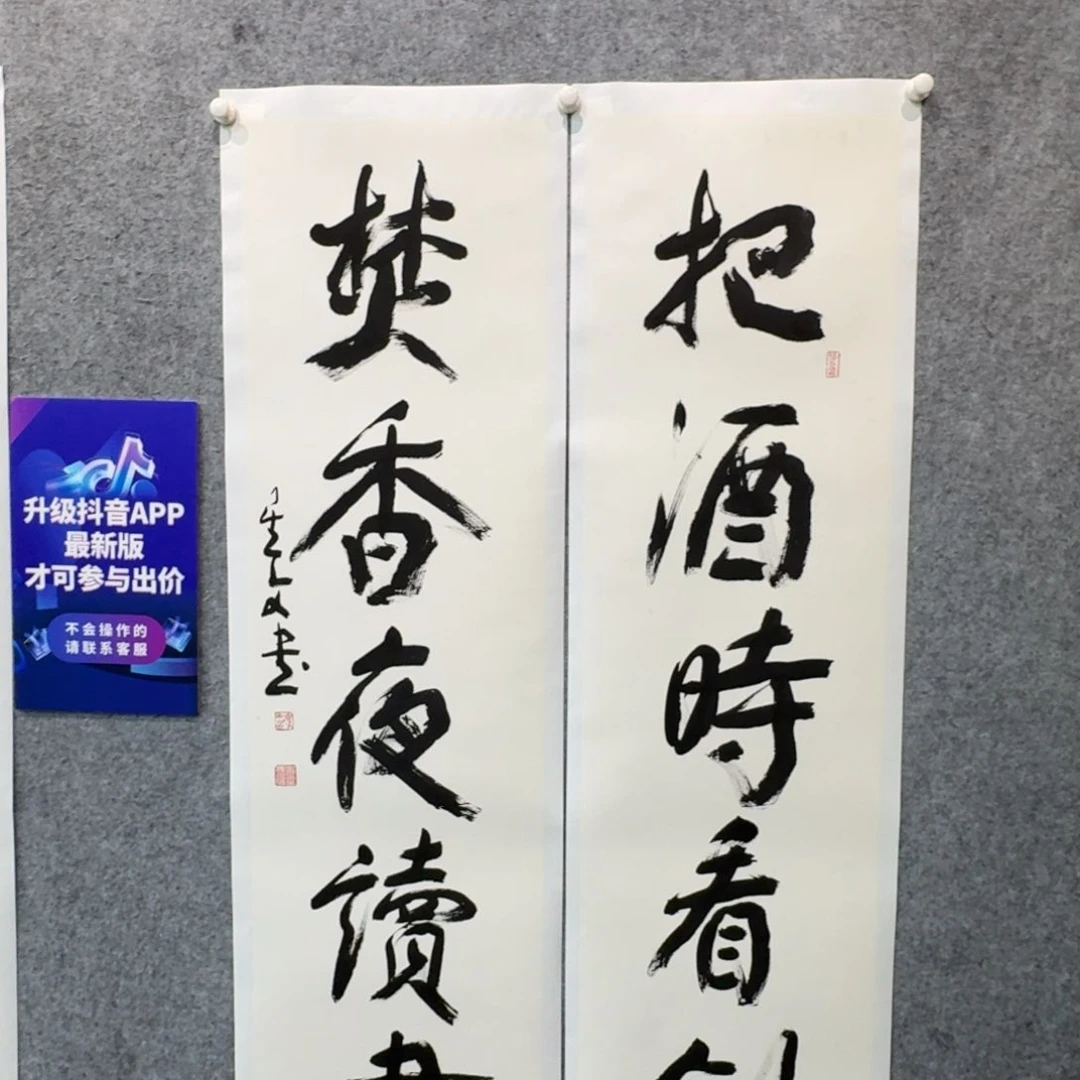 把酒時看
焚香夜讀
書
升级抖音APP
最新版
才可参与出价
不会操作的
请联系客服